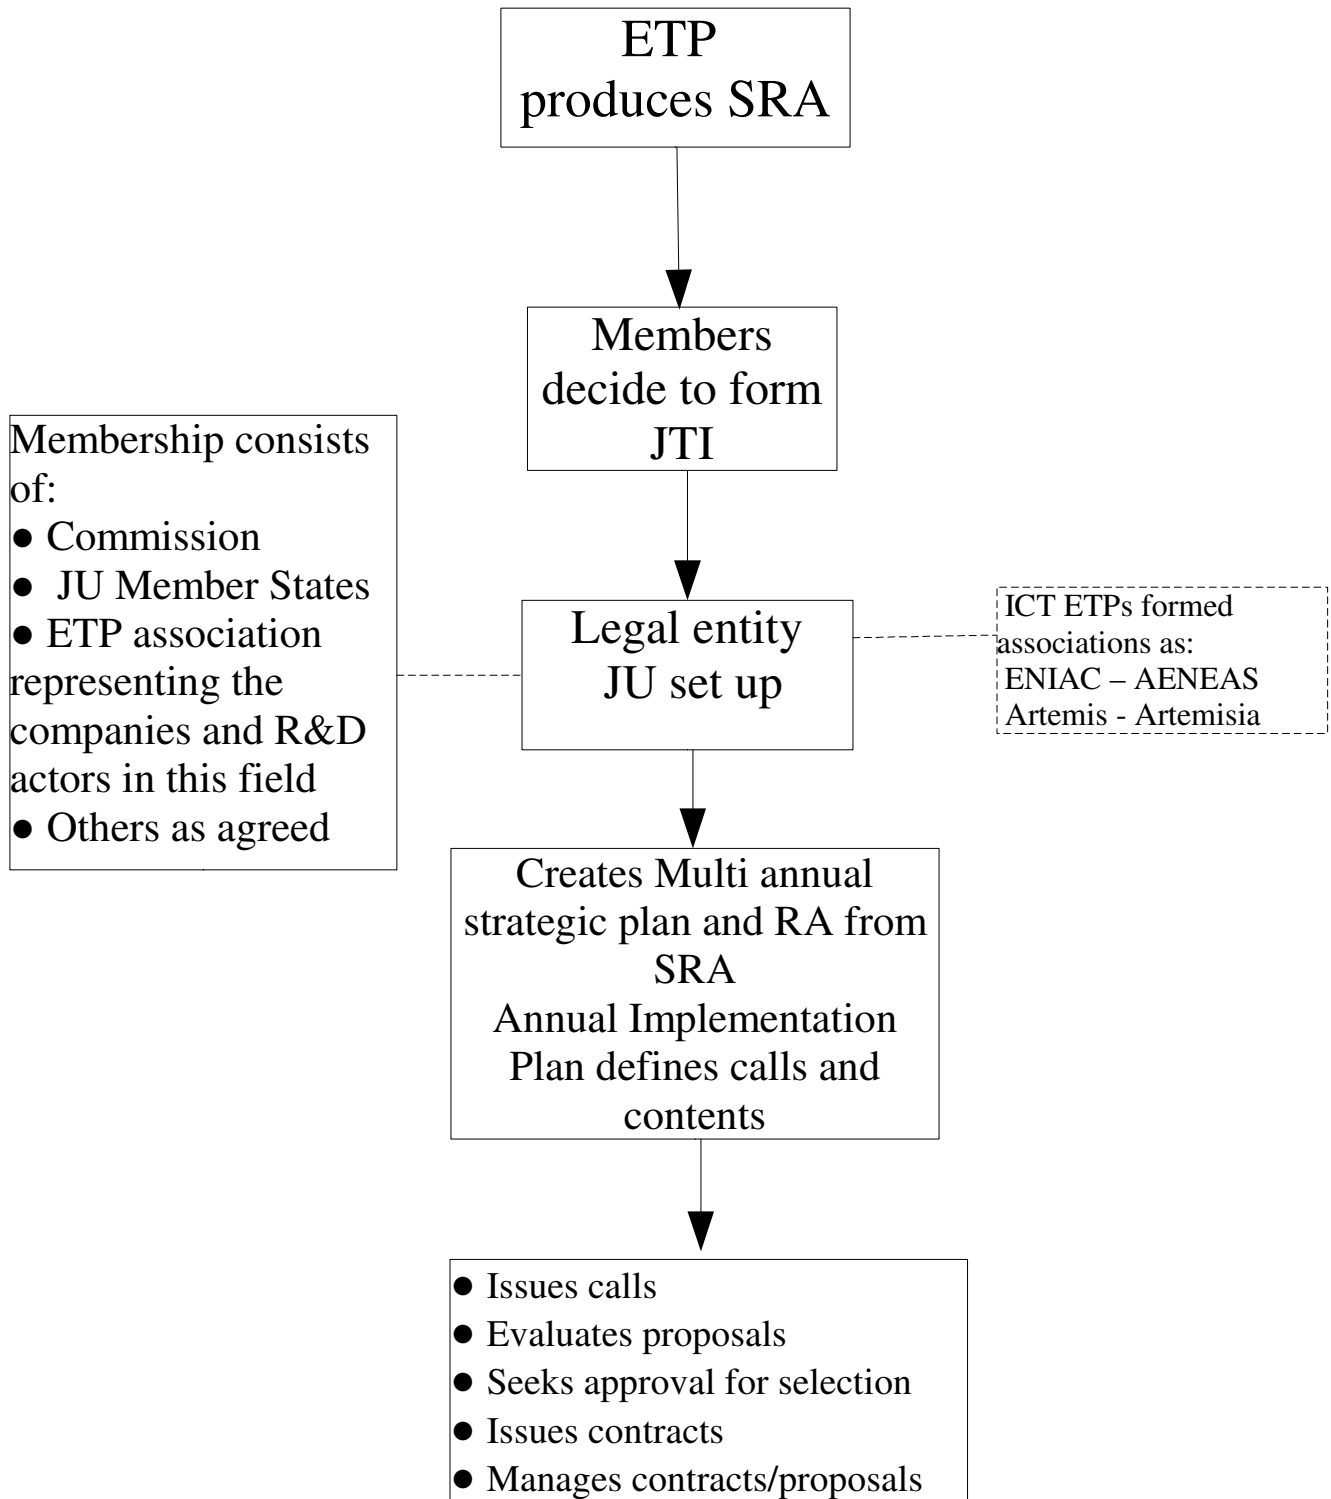 ETP
produces SRA
Members
decide to form
JTI
Membership consists
of:
● Commission
● JU Member States
● ETP association
representing the
companies and R&D
actors in this field
● Others as agreed
Legal entity
JU set up
ICT ETPs formed
associations as:
ENIAC – AENEAS
Artemis - Artemisia
Creates Multi annual
strategic plan and RA from
SRA
Annual Implementation
Plan defines calls and
contents
● Issues calls
● Evaluates proposals
● Seeks approval for selection
● Issues contracts
● Manages contracts/proposals